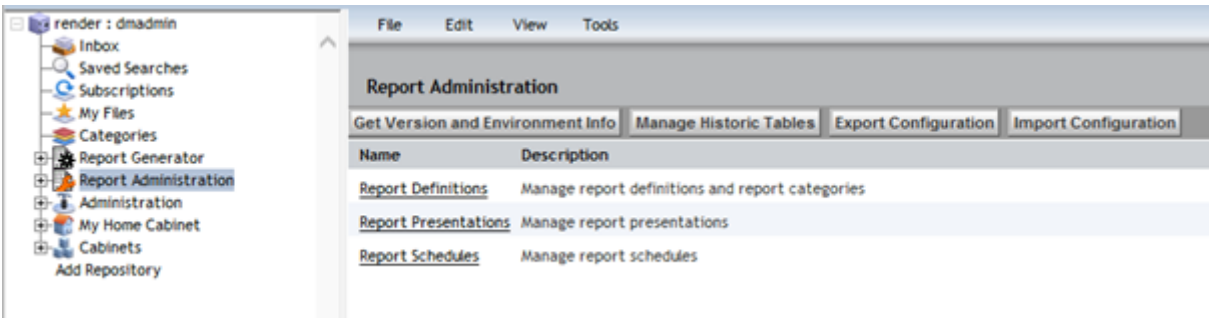 render : dmadmin
Inbox
Saved Searches
Subscriptions
My Files
Categories
Report Generator
Report Administration
Administration
My Home Cabinet
Cabinets
Add Repository
File Edit View Tools
Report Administration
Get Version and Environment Info Manage Historic Tables Export Configuration Import Configuration
Name Description
Report Definitions Manage report definitions and report categories
Report Presentations Manage report presentations
Report Schedules Manage report schedules